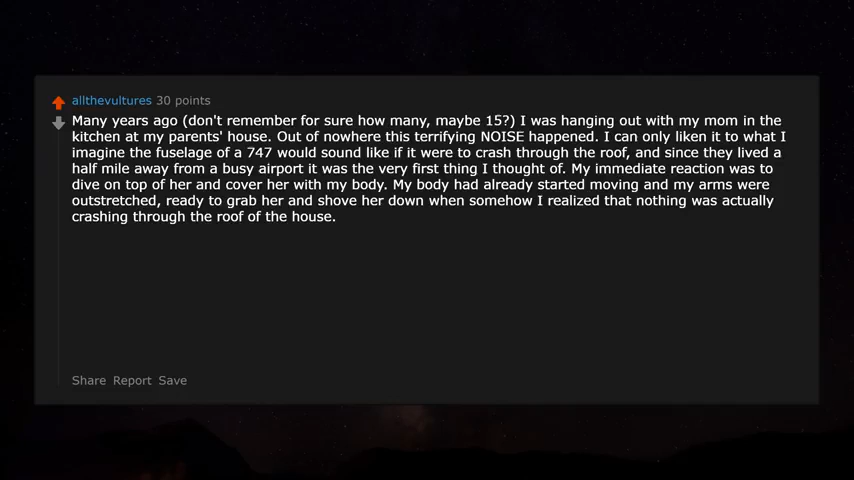 allthevultures 30 points
Many years ago (don't remember for sure how many, maybe 15?) I was hanging out with my mom in the
kitchen at my parents' house. Out of nowhere this terrifying NOISE happened. I can only liken it to what I
imagine the fuselage of a 747 would sound like if it were to crash through the roof, and since they lived a
half mile away from a busy airport it was the very first thing I thought of. My immediate reaction was to
dive on top of her and cover her with my body. My body had already started moving and my arms were
outstretched, ready to grab her and shove her down when somehow I realized that nothing was actually
crashing through the roof of the house.
Share Report Save